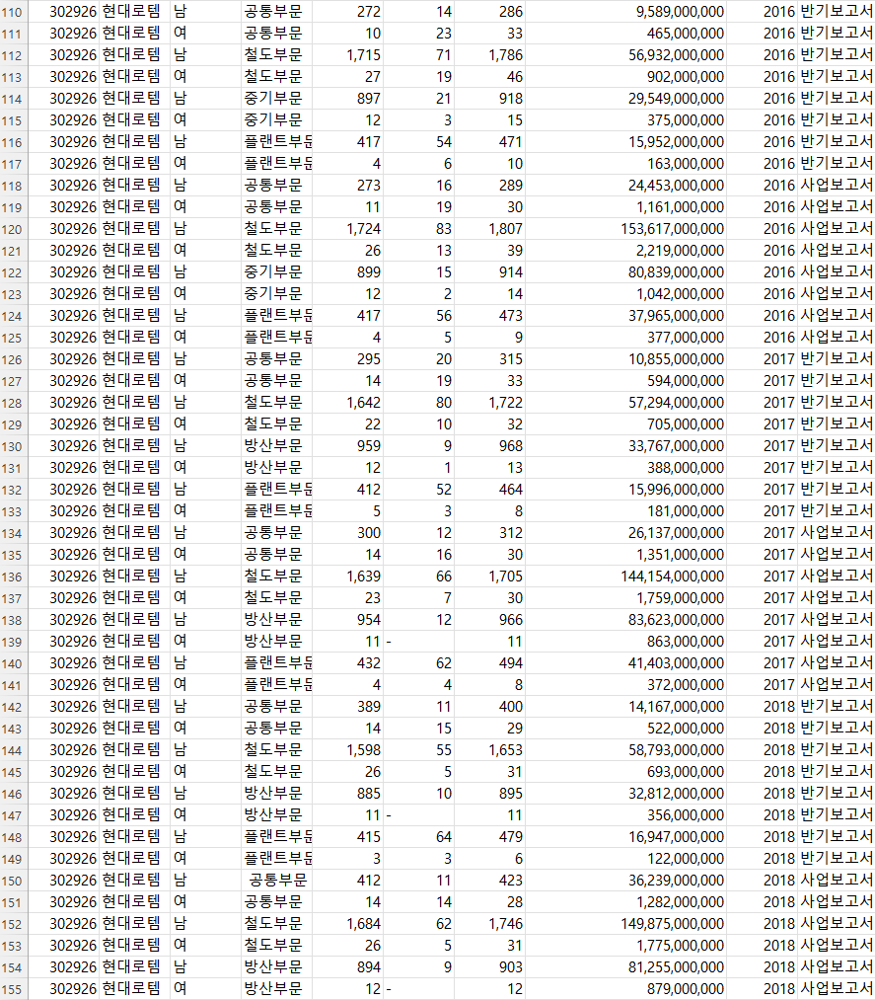 110 302926 현대로템 남 공통부문 272 14 286 9,589,000,000 2016 반기보고서
111 302926 현대로템 여 공통부문 10 23 33 465,000,000 2016 반기보고서
112 302926 현대로템 남 철도부문 1,715 71 1,786 56,932,000,000 2016 반기보고서
113 302926 현대로템 여 철도부문 27 19 46 902,000,000 2016 반기보고서
114 302926 현대로템 남 중기부문 897 21 918 29,549,000,000 2016 반기보고서
115 302926 현대로템 여 중기부문 12 3 15 375,000,000 2016 반기보고서
116 302926 현대로템 남 플랜트부문 417 54 471 15,952,000,000 2016 반기보고서
117 302926 현대로템 여 플랜트부문 4 6 10 163,000,000 2016 반기보고서
118 302926 현대로템 남 공통부문 273 16 289 24,453,000,000 2016 사업보고서
119 302926 현대로템 여 공통부문 11 19 30 1,161,000,000 2016 사업보고서
120 302926 현대로템 남 철도부문 1,724 83 1,807 153,617,000,000 2016 사업보고서
121 302926 현대로템 여 철도부문 26 13 39 2,219,000,000 2016 사업보고서
122 302926 현대로템 남 중기부문 899 15 914 80,839,000,000 2016 사업보고서
123 302926 현대로템 여 중기부문 12 2 14 1,042,000,000 2016 사업보고서
124 302926 현대로템 남 플랜트부문 417 56 473 37,965,000,000 2016 사업보고서
125 302926 현대로템 여 플랜트부문 4 5 9 377,000,000 2016 사업보고서
126 302926 현대로템 남 공통부문 295 20 315 10,855,000,000 2017 반기보고서
127 302926 현대로템 여 공통부문 14 19 33 594,000,000 2017 반기보고서
128 302926 현대로템 남 철도부문 1,642 80 1,722 57,294,000,000 2017 반기보고서
129 302926 현대로템 여 철도부문 22 10 32 705,000,000 2017 반기보고서
130 302926 현대로템 남 방산부문 959 9 968 33,767,000,000 2017 반기보고서
131 302926 현대로템 여 방산부문 12 1 13 388,000,000 2017 반기보고서
132 302926 현대로템 남 플랜트부문 412 52 464 15,996,000,000 2017 반기보고서
133 302926 현대로템 여 플랜트부문 5 3 8 181,000,000 2017 반기보고서
134 302926 현대로템 남 공통부문 300 12 312 26,137,000,000 2017 사업보고서
135 302926 현대로템 여 공통부문 14 16 30 1,351,000,000 2017 사업보고서
136 302926 현대로템 남 철도부문 1,639 66 1,705 144,154,000,000 2017 사업보고서
137 302926 현대로템 여 철도부문 23 7 30 1,759,000,000 2017 사업보고서
138 302926 현대로템 남 방산부문 954 12 966 83,623,000,000 2017 사업보고서
139 302926 현대로템 여 방산부문 11 - 11 863,000,000 2017 사업보고서
140 302926 현대로템 남 플랜트부문 432 62 494 41,403,000,000 2017 사업보고서
141 302926 현대로템 여 플랜트부문 4 4 8 372,000,000 2017 사업보고서
142 302926 현대로템 남 공통부문 389 11 400 14,167,000,000 2018 반기보고서
143 302926 현대로템 여 공통부문 14 15 29 522,000,000 2018 반기보고서
144 302926 현대로템 남 철도부문 1,598 55 1,653 58,793,000,000 2018 반기보고서
145 302926 현대로템 여 철도부문 26 5 31 693,000,000 2018 반기보고서
146 302926 현대로템 남 방산부문 885 10 895 32,812,000,000 2018 반기보고서
147 302926 현대로템 여 방산부문 11 - 11 356,000,000 2018 반기보고서
148 302926 현대로템 남 플랜트부문 415 64 479 16,947,000,000 2018 반기보고서
149 302926 현대로템 여 플랜트부문 3 3 6 122,000,000 2018 반기보고서
150 302926 현대로템 남 공통부문 412 11 423 36,239,000,000 2018 사업보고서
151 302926 현대로템 여 공통부문 14 14 28 1,282,000,000 2018 사업보고서
152 302926 현대로템 남 철도부문 1,684 62 1,746 149,875,000,000 2018 사업보고서
153 302926 현대로템 여 철도부문 26 5 31 1,775,000,000 2018 사업보고서
154 302926 현대로템 남 방산부문 894 9 903 81,255,000,000 2018 사업보고서
155 302926 현대로템 여 방산부문 12 - 12 879,000,000 2018 사업보고서